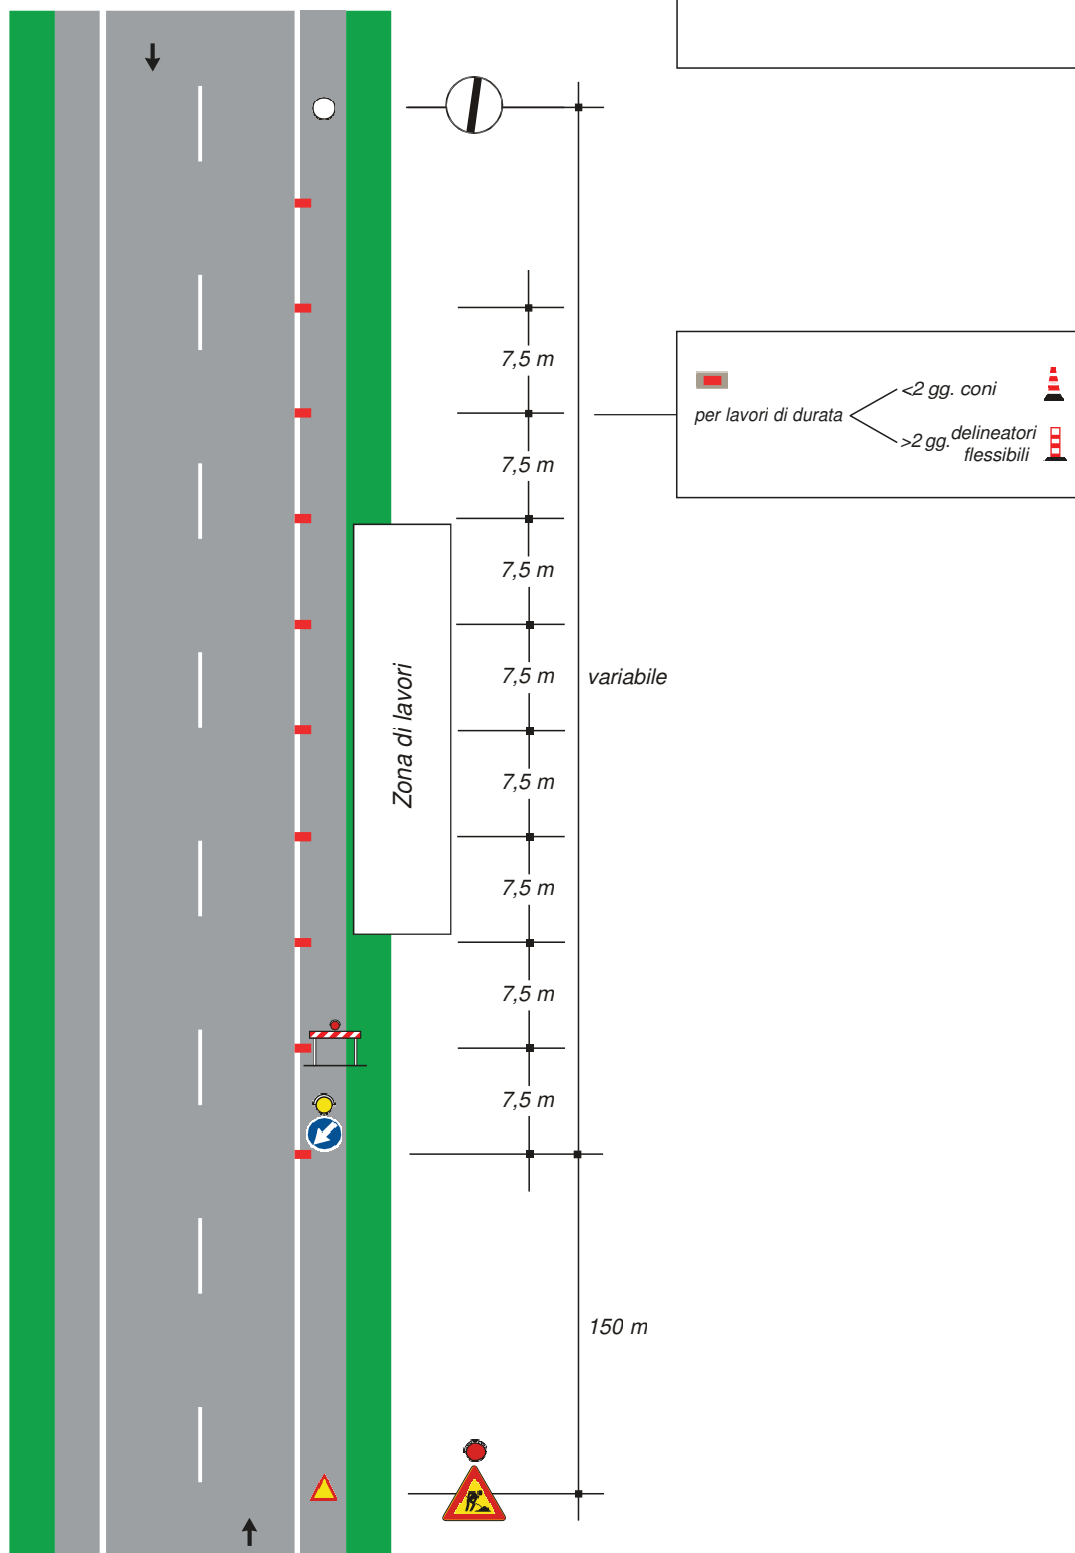 7,5 m
<2 gg. coni
per lavori di durata
>2 gg. delineatori
flessibili
7,5 m
7,5 m
7,5 m
variabile
Zona di lavori
7,5 m
7,5 m
7,5 m
7,5 m
150 m